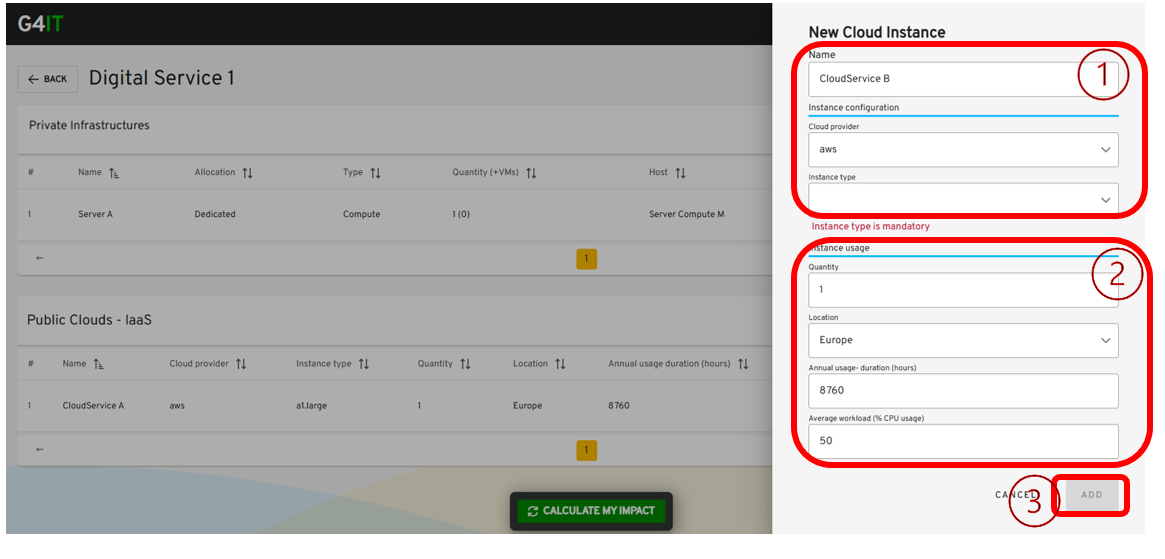 G4IT
BACK
Digital Service 1
Private Infrastructures
# Name Allocation Type Quantity (+VMs) Host
1 Server A Dedicated Compute 1 (0) Server Compute M
1
Public Clouds - IaaS
# Name Cloud provider Instance type Quantity Location Annual usage duration (hours)
1 CloudService A aws a1.large 1 Europe 8760
1
CALCULATE MY IMPACT
New Cloud Instance
Name
CloudService B
1
Instance configuration
Cloud provider
aws
Instance type
Instance type is mandatory
Instance usage
2
Quantity
1
Location
Europe
Annual usage- duration (hours)
8760
Average workload (% CPU usage)
50
CANCEL
3
ADD